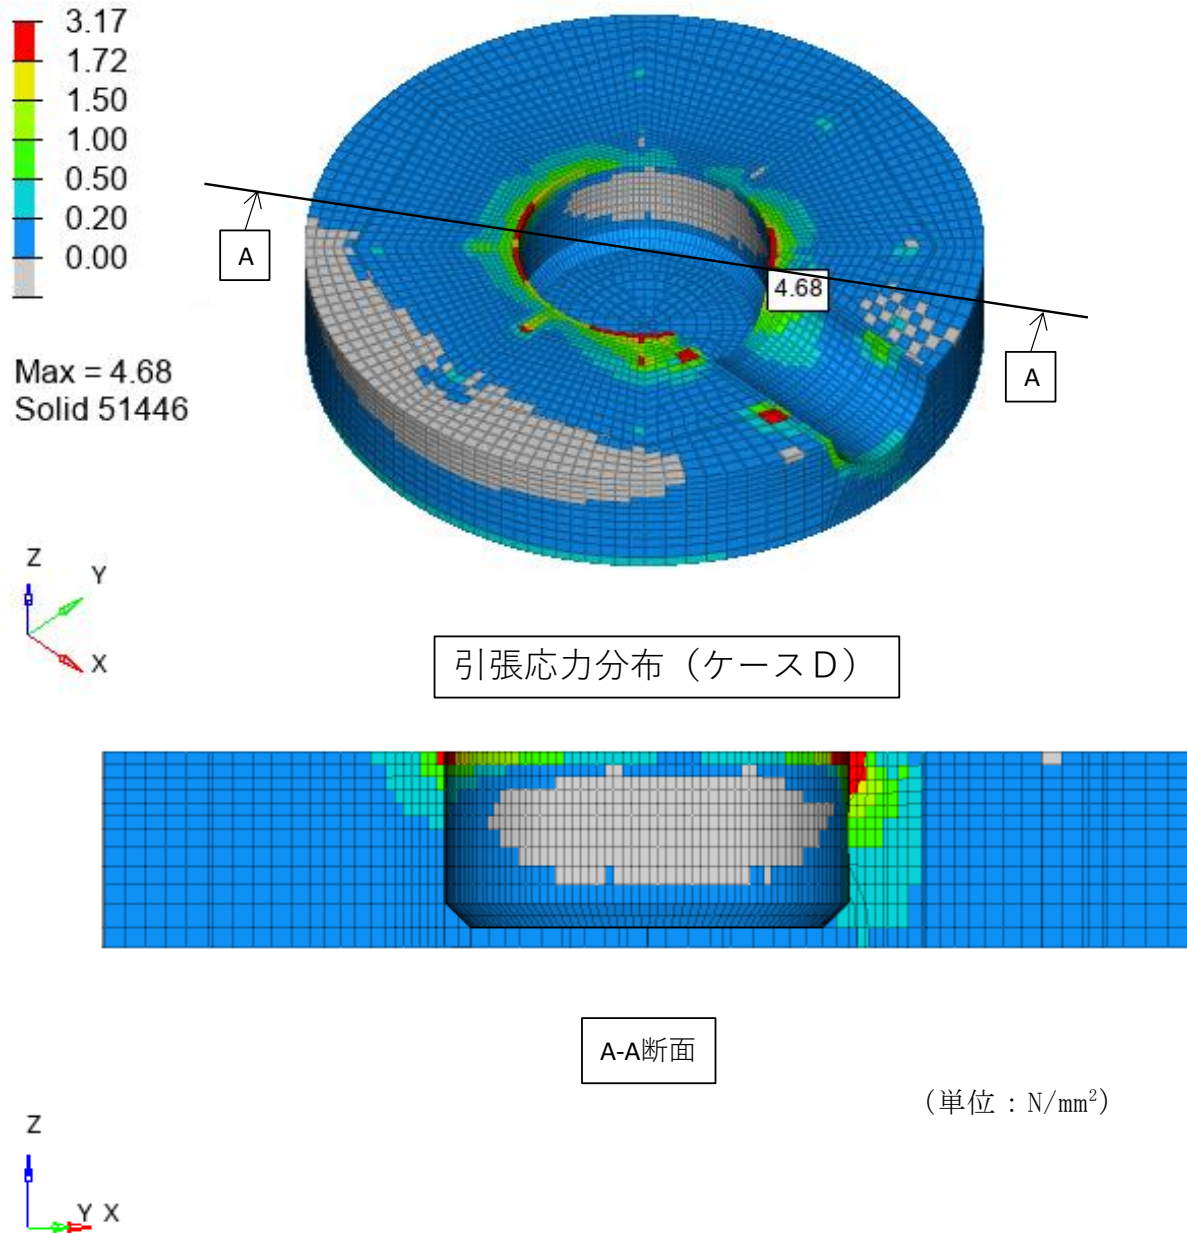 3.17
1.72
1.50
1.00
0.50
0.20
0.00
Max = 4.68
Solid 51446
A
4.68
A
Z
Y
X
引張応力分布（ケースＤ）
A-A断面
（単位：N/mm²）
Z
Y X